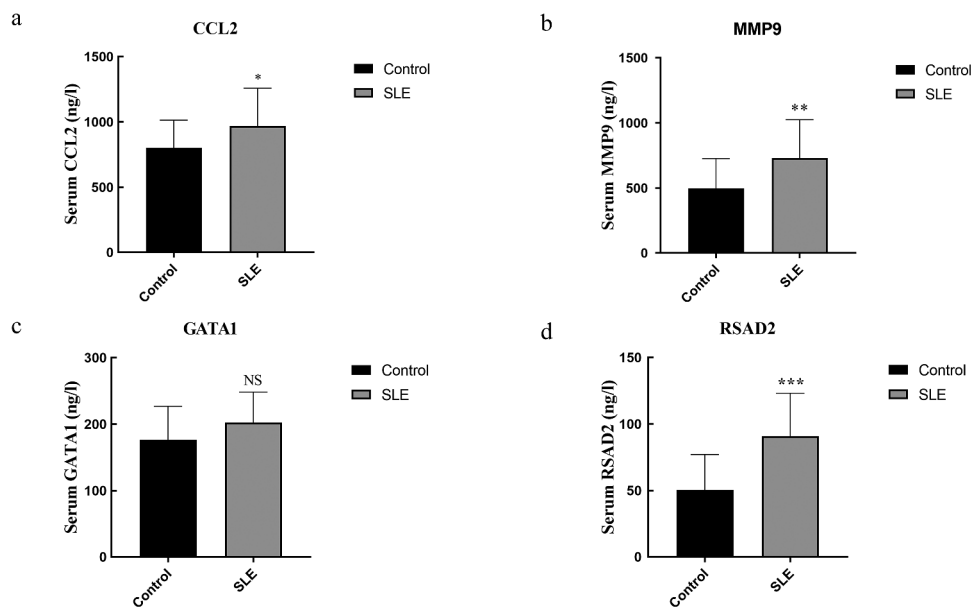 a
CCL2
Serum CCL2 (ng/l)
1500
1000
500
0
*
Control
SLE
Control
SLE
b
MMP9
Serum MMP9 (ng/l)
1500
1000
500
0
**
Control
SLE
Control
SLE
c
GATA1
Serum GATA1 (ng/l)
300
200
100
0
NS
Control
SLE
Control
SLE
d
RSAD2
Serum RSAD2 (ng/l)
150
100
50
0
***
Control
SLE
Control
SLE